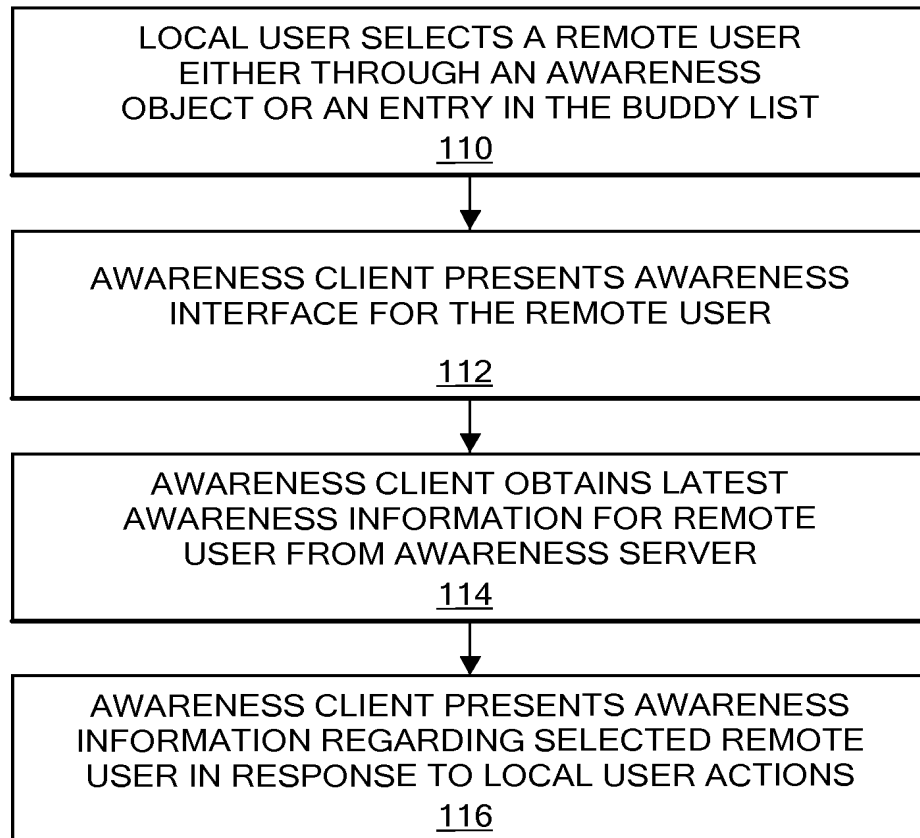 LOCAL USER SELECTS A REMOTE USER
EITHER THROUGH AN AWARENESS
OBJECT OR AN ENTRY IN THE BUDDY LIST
110
AWARENESS CLIENT PRESENTS AWARENESS
INTERFACE FOR THE REMOTE USER
112
AWARENESS CLIENT OBTAINS LATEST
AWARENESS INFORMATION FOR REMOTE
USER FROM AWARENESS SERVER
114
AWARENESS CLIENT PRESENTS AWARENESS
INFORMATION REGARDING SELECTED REMOTE
USER IN RESPONSE TO LOCAL USER ACTIONS
116